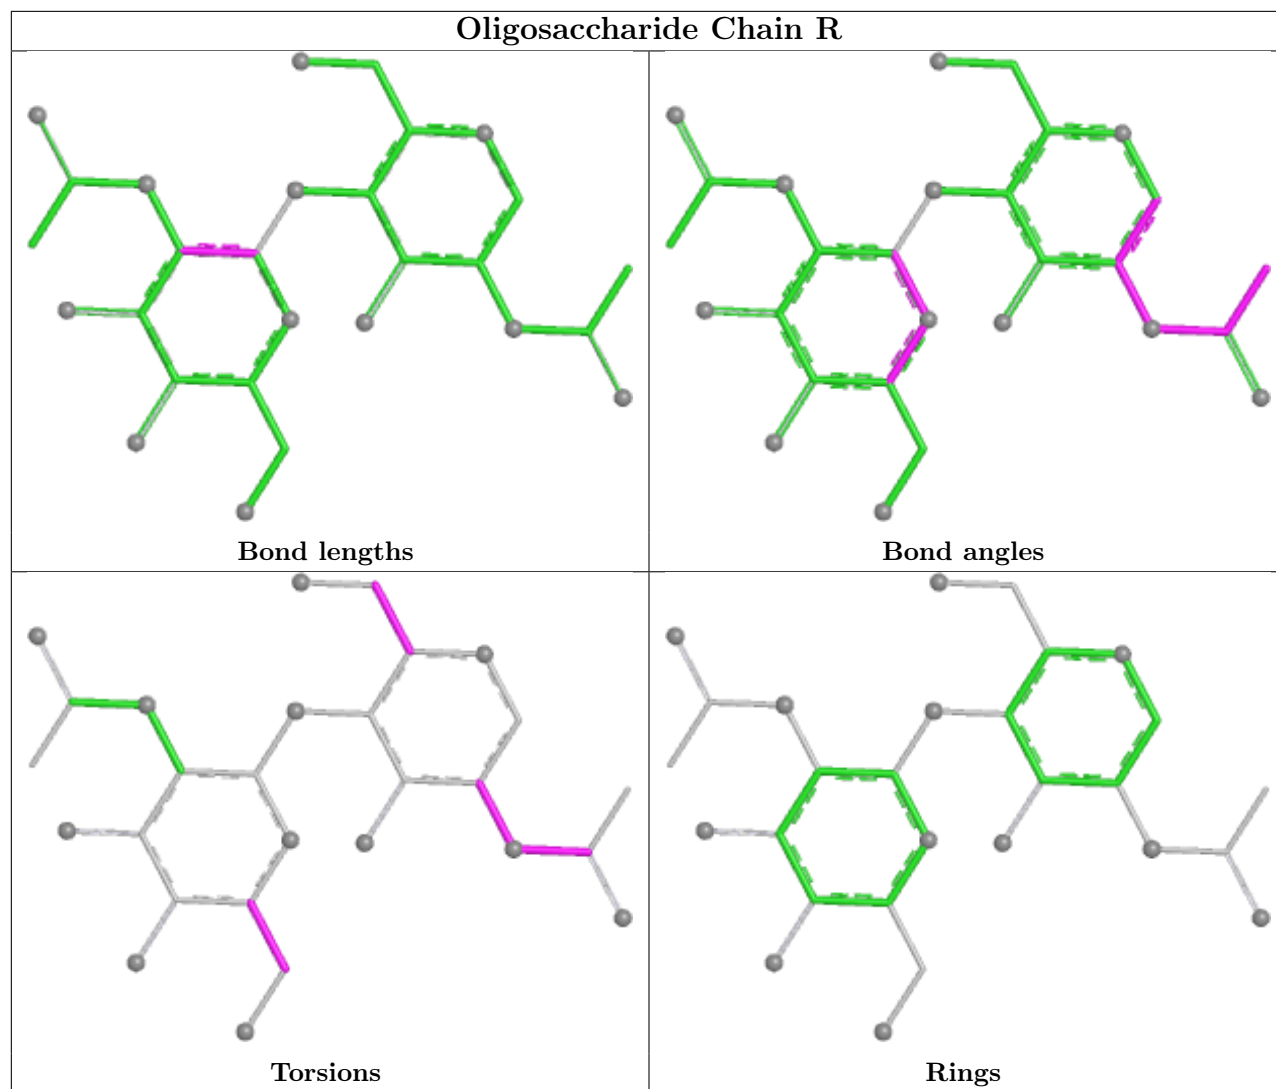 Oligosaccharide Chain R
Bond lengths
Bond angles
Torsions
Rings